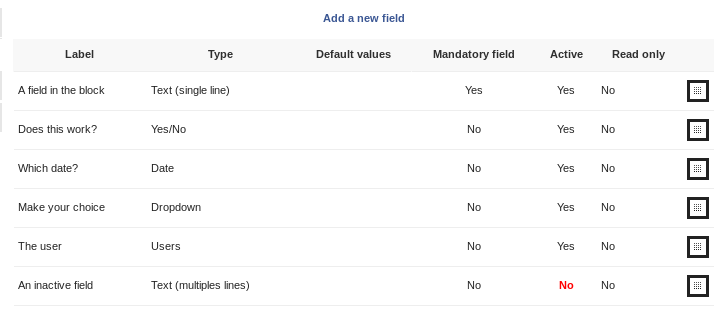 Add a new field
Label Type Default values Mandatory field Active Read only
A field in the block Text (single line) Yes Yes No
Does this work? Yes/No No Yes No
Which date? Date No Yes No
Make your choice Dropdown No Yes No
The user Users No Yes No
An inactive field Text (multiples lines) No No No